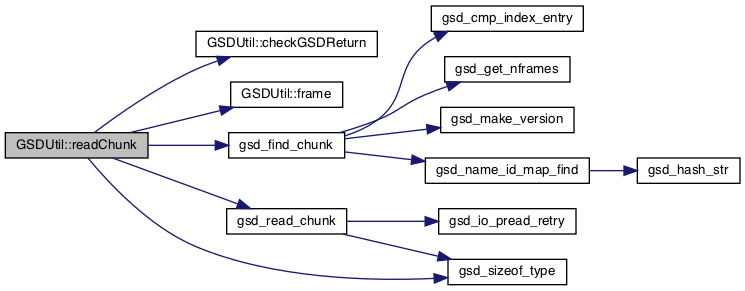 gsd_cmp_index_entry
GSDUtil::checkGSDReturn
gsd_get_nframes
GSDUtil::frame
gsd_make_version
GSDUtil::readChunk
gsd_find_chunk
gsd_name_id_map_find
gsd_hash_str
gsd_read_chunk
gsd_io_pread_retry
gsd_sizeof_type